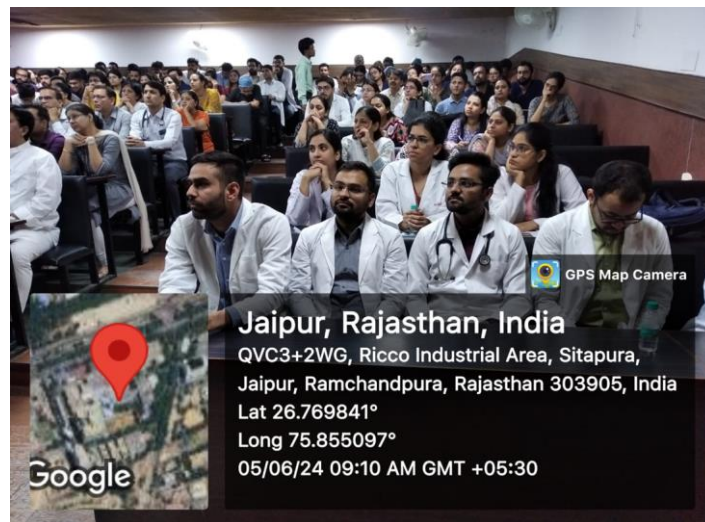 GPS Map Camera
Jaipur, Rajasthan, India
QVC3+2WG, Ricco Industrial Area, Sitapura,
Jaipur, Ramchandpura, Rajasthan 303905, India
Lat 26.769841°
Long 75.855097°
05/06/24 09:10 AM GMT +05:30
Google